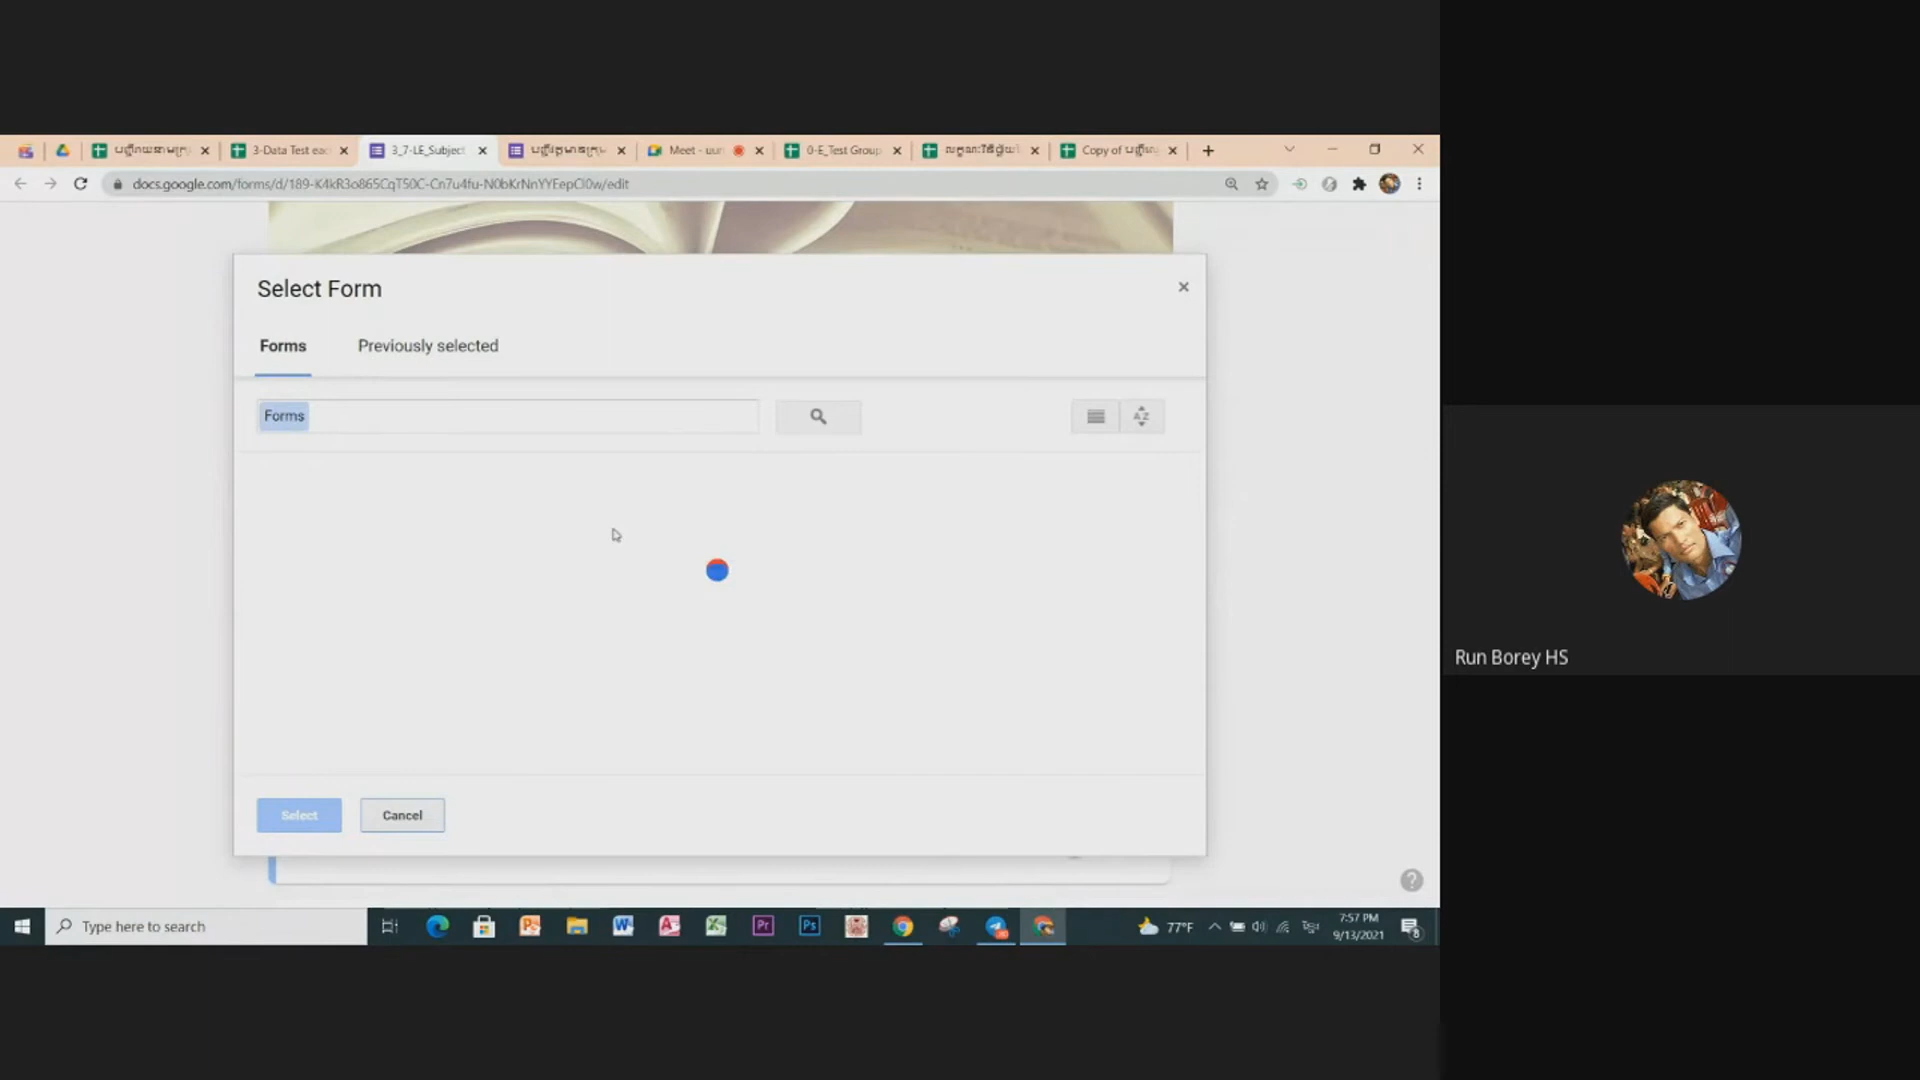 3-Data Test eac
3_7-LE_Subject
Meet -
0-E_Test Group
Copy of
docs.google.com/forms/d/189-K4kR3o865CqT50C-Cn7u4fu-N0bKrNnYYEepCl0w/edit
Select Form
Forms
Previously selected
Forms
Select
Cancel
Run Borey HS
Type here to search
77°F
7:57 PM
9/13/2021
8